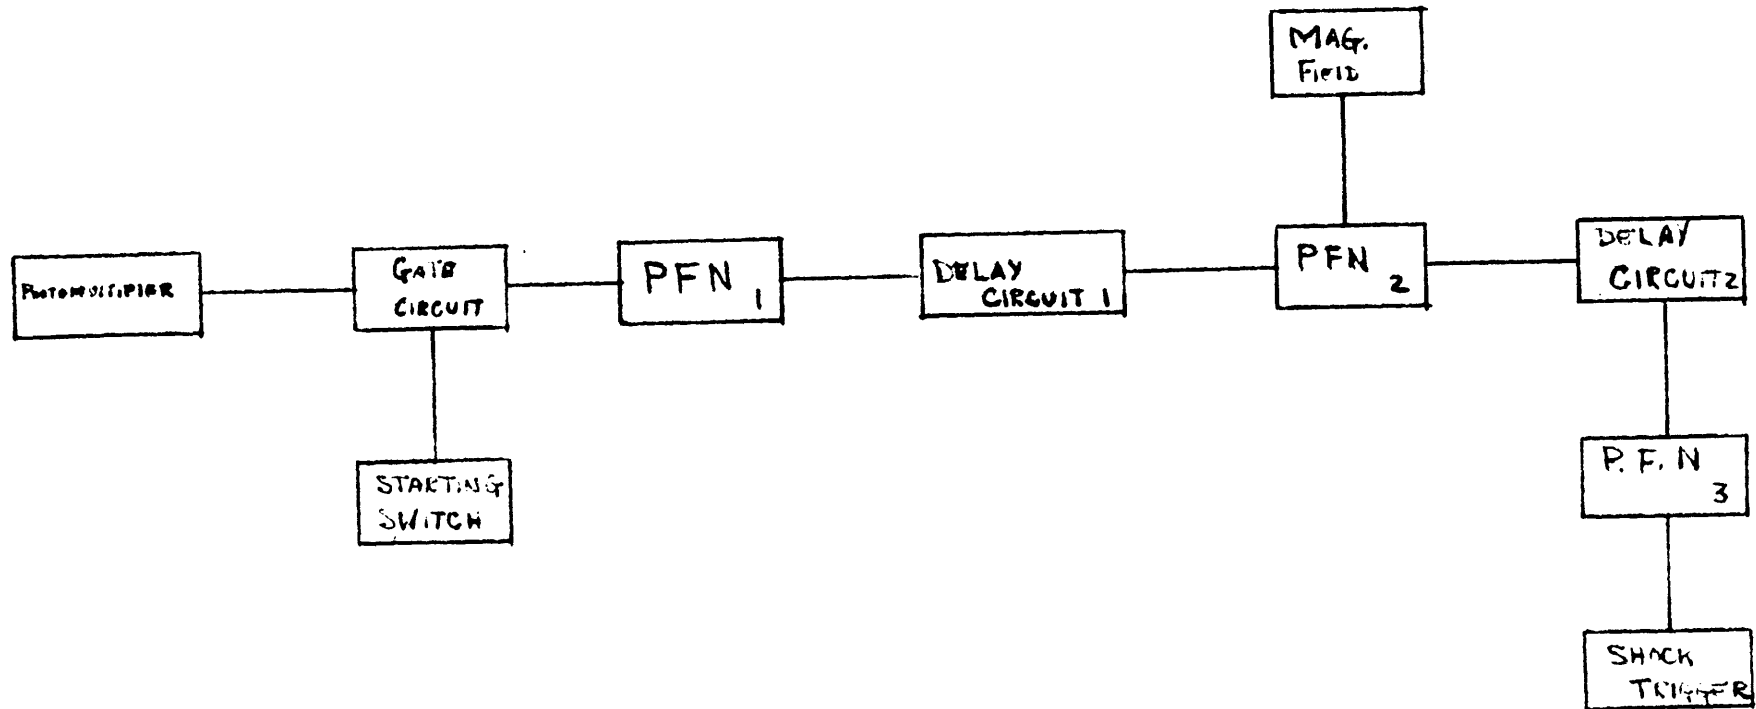 MAG.
FIELD
PHOTOMULTIPIER
GATE
CIRCUIT
PFN
1
DELAY
CIRCUIT 1
PFN
2
DELAY
CIRCUIT 2
STARTING
SWITCH
P.F.N
3
SHOCK
TRIGGER